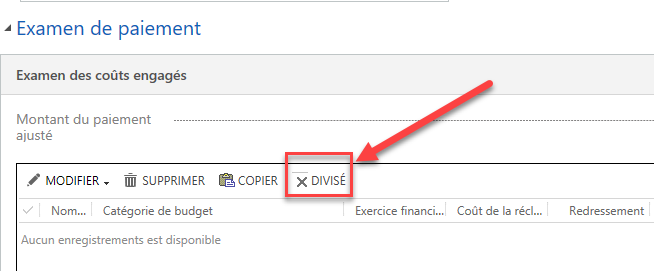 Examen de paiement
Examen des coûts engagés
Montant du paiement
ajusté
MODIFIER SUPPRIMER COPIER DIVISÉ
Nom... Catégorie de budget Exercice financi... Coût de la récl... Redressement
Aucun enregistrements est disponible